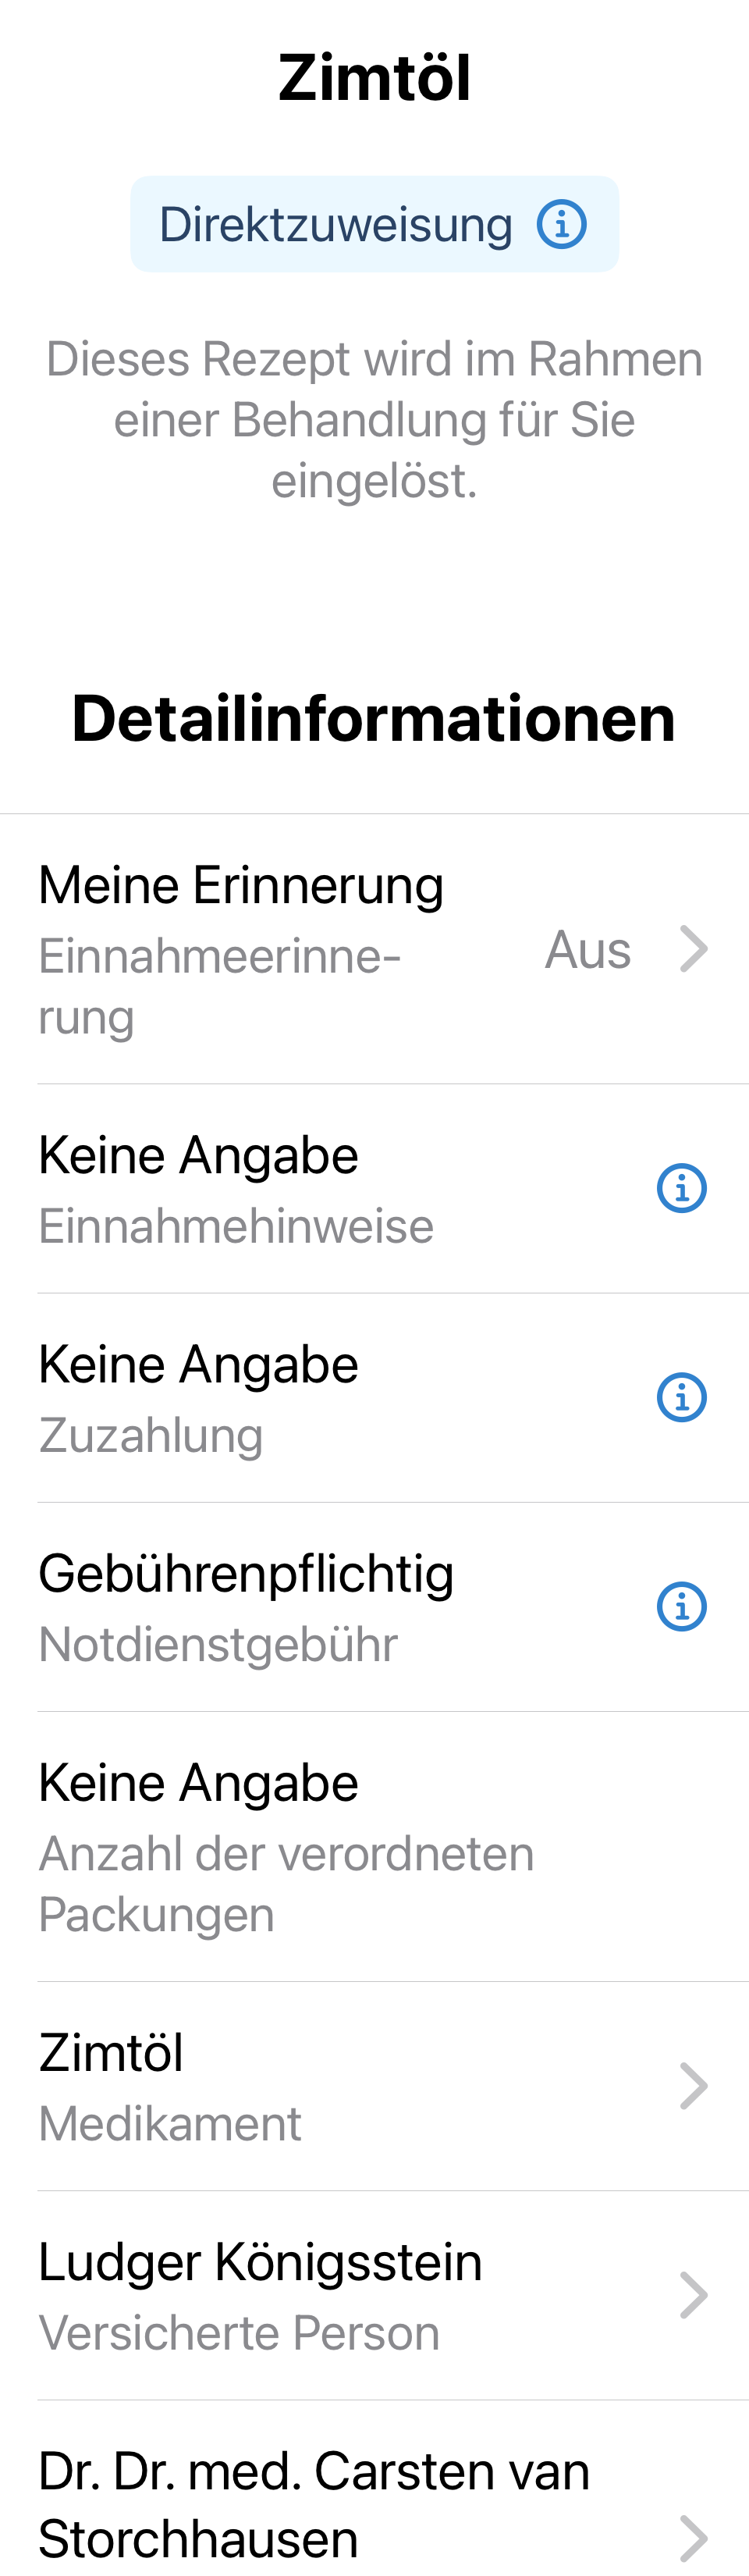 Zimtöl
Direktzuweisung
Dieses Rezept wird im Rahmen
einer Behandlung für Sie
eingelöst.
Detailinformationen
Meine Erinnerung
Einnahmeerinne-
rung
Aus
Keine Angabe
Einnahmehinweise
Keine Angabe
Zuzahlung
Gebührenpflichtig
Notdienstgebühr
Keine Angabe
Anzahl der verordneten
Packungen
Zimtöl
Medikament
Ludger Königsstein
Versicherte Person
Dr. Dr. med. Carsten van
Storchhausen